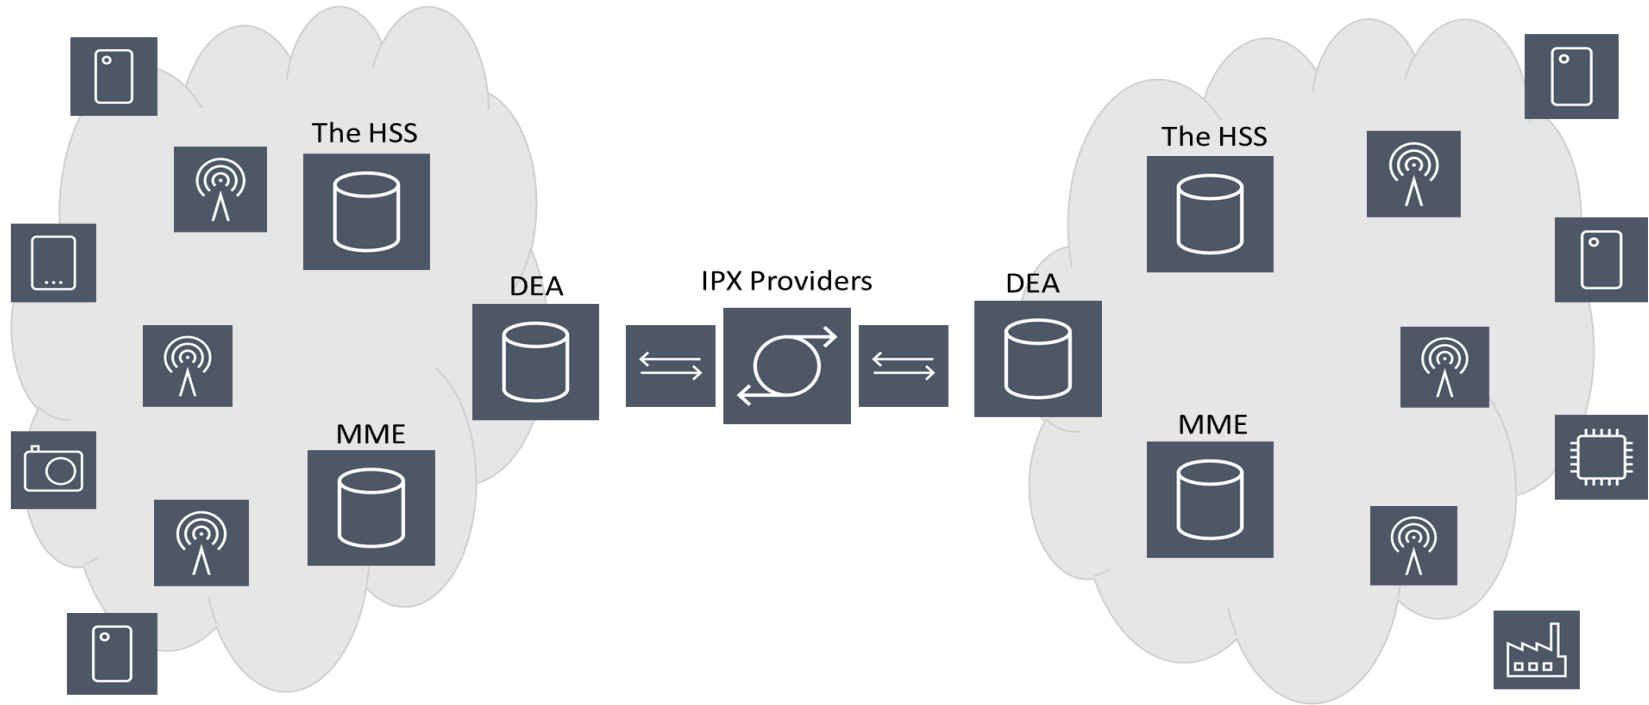 The HSS
The HSS
DEA
IPX Providers
DEA
MME
MME